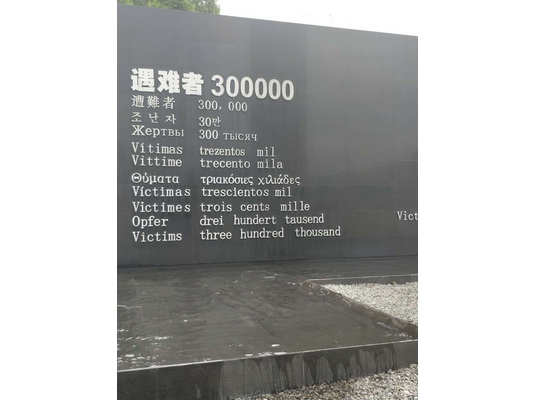 遇难者 300000
遭難者 300,000
조난자 30만
Жертвы 300 тысяч
Vítimas trezentos mil
Vittime trecento mila
Θύματα τριακόσιες χιλιάδες
Víctimas trescientos mil
Victimes trois cents mille
Opfer drei hundert tausend
Victims three hundred thousand
Vict